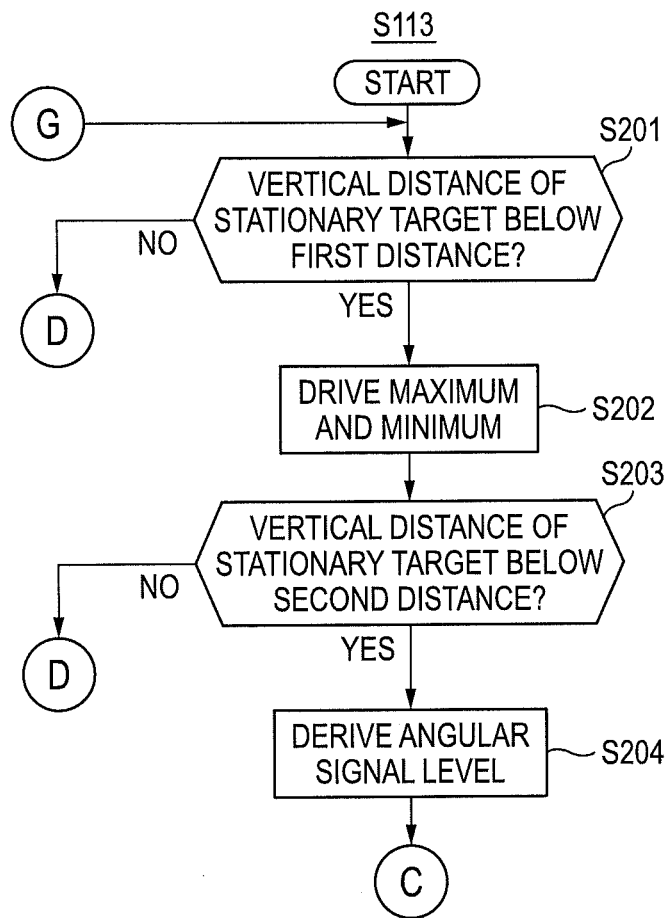 S113
START
G
S201
VERTICAL DISTANCE OF
STATIONARY TARGET BELOW
FIRST DISTANCE?
NO
YES
D
DRIVE MAXIMUM
AND MINIMUM
S202
S203
VERTICAL DISTANCE OF
STATIONARY TARGET BELOW
SECOND DISTANCE?
NO
YES
D
DERIVE ANGULAR
SIGNAL LEVEL
S204
C